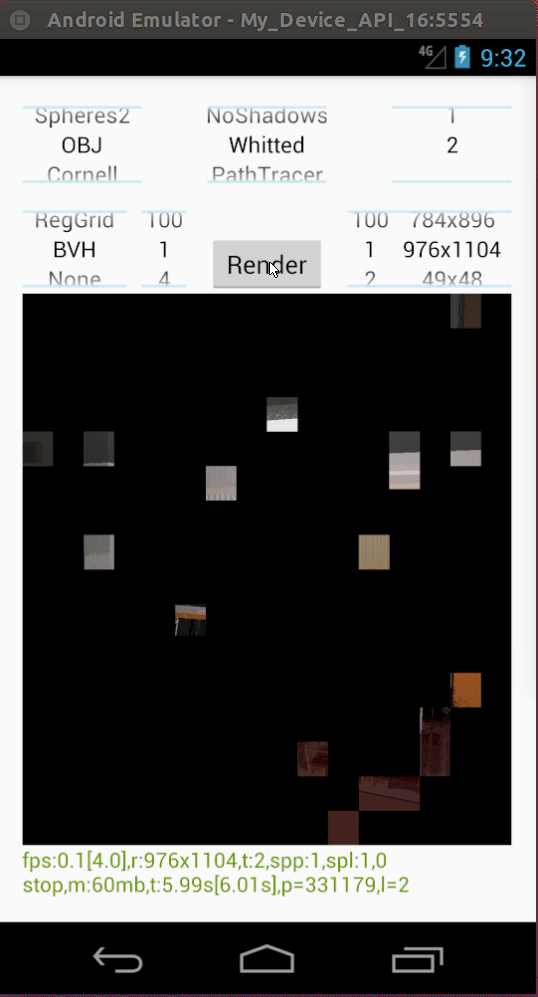 Android Emulator - My_Device_API_16:5554
4G 9:32
Spheres2 NoShadows 1
OBJ Whitted 2
Cornell PathTracer
RegGrid 100 100 784x896
BVH 1 Render 1 976x1104
None 4 2 49x48
fps:0.1[4.0],r:976x1104,t:2,spp:1,spl:1,0
stop,m:60mb,t:5.99s[6.01s],p=331179,l=2